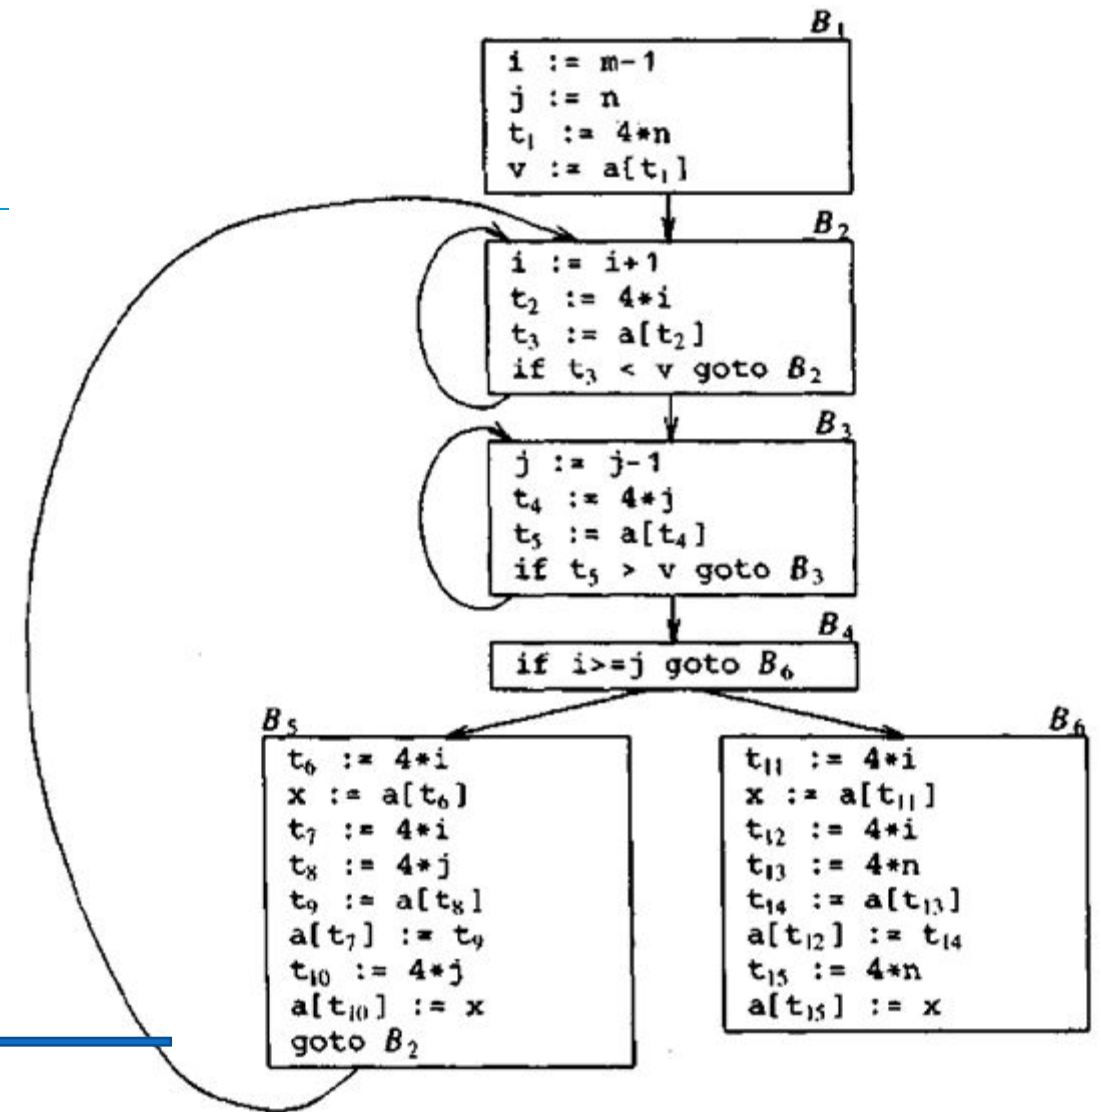 B₁
i := m-1
j := n
t₁ := 4*n
v := a[t₁]
B₂
i := i+1
t₂ := 4*i
t₃ := a[t₂]
if t₃ < v goto B₂
B₃
j := j-1
t₄ := 4*j
t₅ := a[t₄]
if t₅ > v goto B₃
B₄
if i>=j goto B₆
B₅
t₆ := 4*i
x := a[t₆]
t₇ := 4*i
t₈ := 4*j
t₉ := a[t₈]
a[t₇] := t₉
t₁₀ := 4*j
a[t₁₀] := x
goto B₂
B₆
t₁₁ := 4*i
x := a[t₁₁]
t₁₂ := 4*i
t₁₃ := 4*n
t₁₄ := a[t₁₃]
a[t₁₂] := t₁₄
t₁₅ := 4*n
a[t₁₅] := x